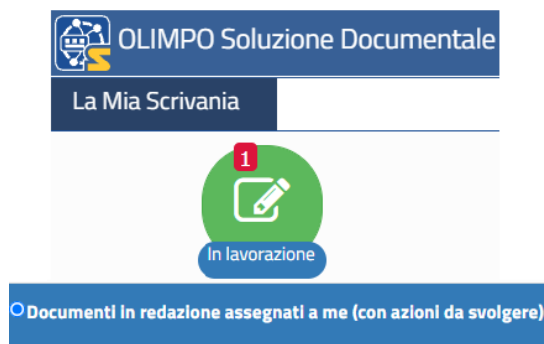 OLIMPO Soluzione Documentale
La Mia Scrivania
1
In lavorazione
Documenti in redazione assegnati a me (con azioni da svolgere)